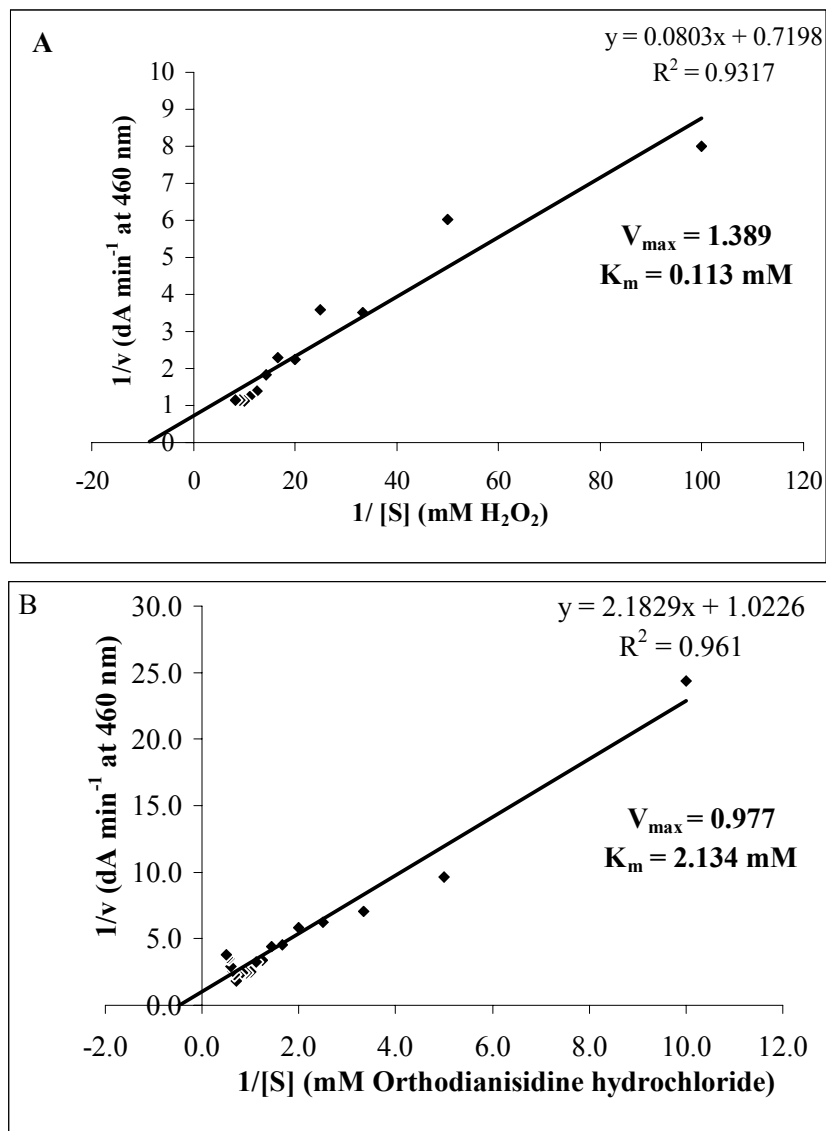 A
y = 0.0803x + 0.7198
R² = 0.9317
10
9
8
7
6
5
4
3
2
1
0
1/v (dA min⁻¹ at 460 nm)
Vmax = 1.389
Km = 0.113 mM
-20 0 20 40 60 80 100 120
1/ [S] (mM H₂O₂)
B
y = 2.1829x + 1.0226
R² = 0.961
30.0
25.0
20.0
15.0
10.0
5.0
0.0
1/v (dA min⁻¹ at 460 nm)
Vmax = 0.977
Km = 2.134 mM
-2.0 0.0 2.0 4.0 6.0 8.0 10.0 12.0
1/[S] (mM Orthodianisidine hydrochloride)